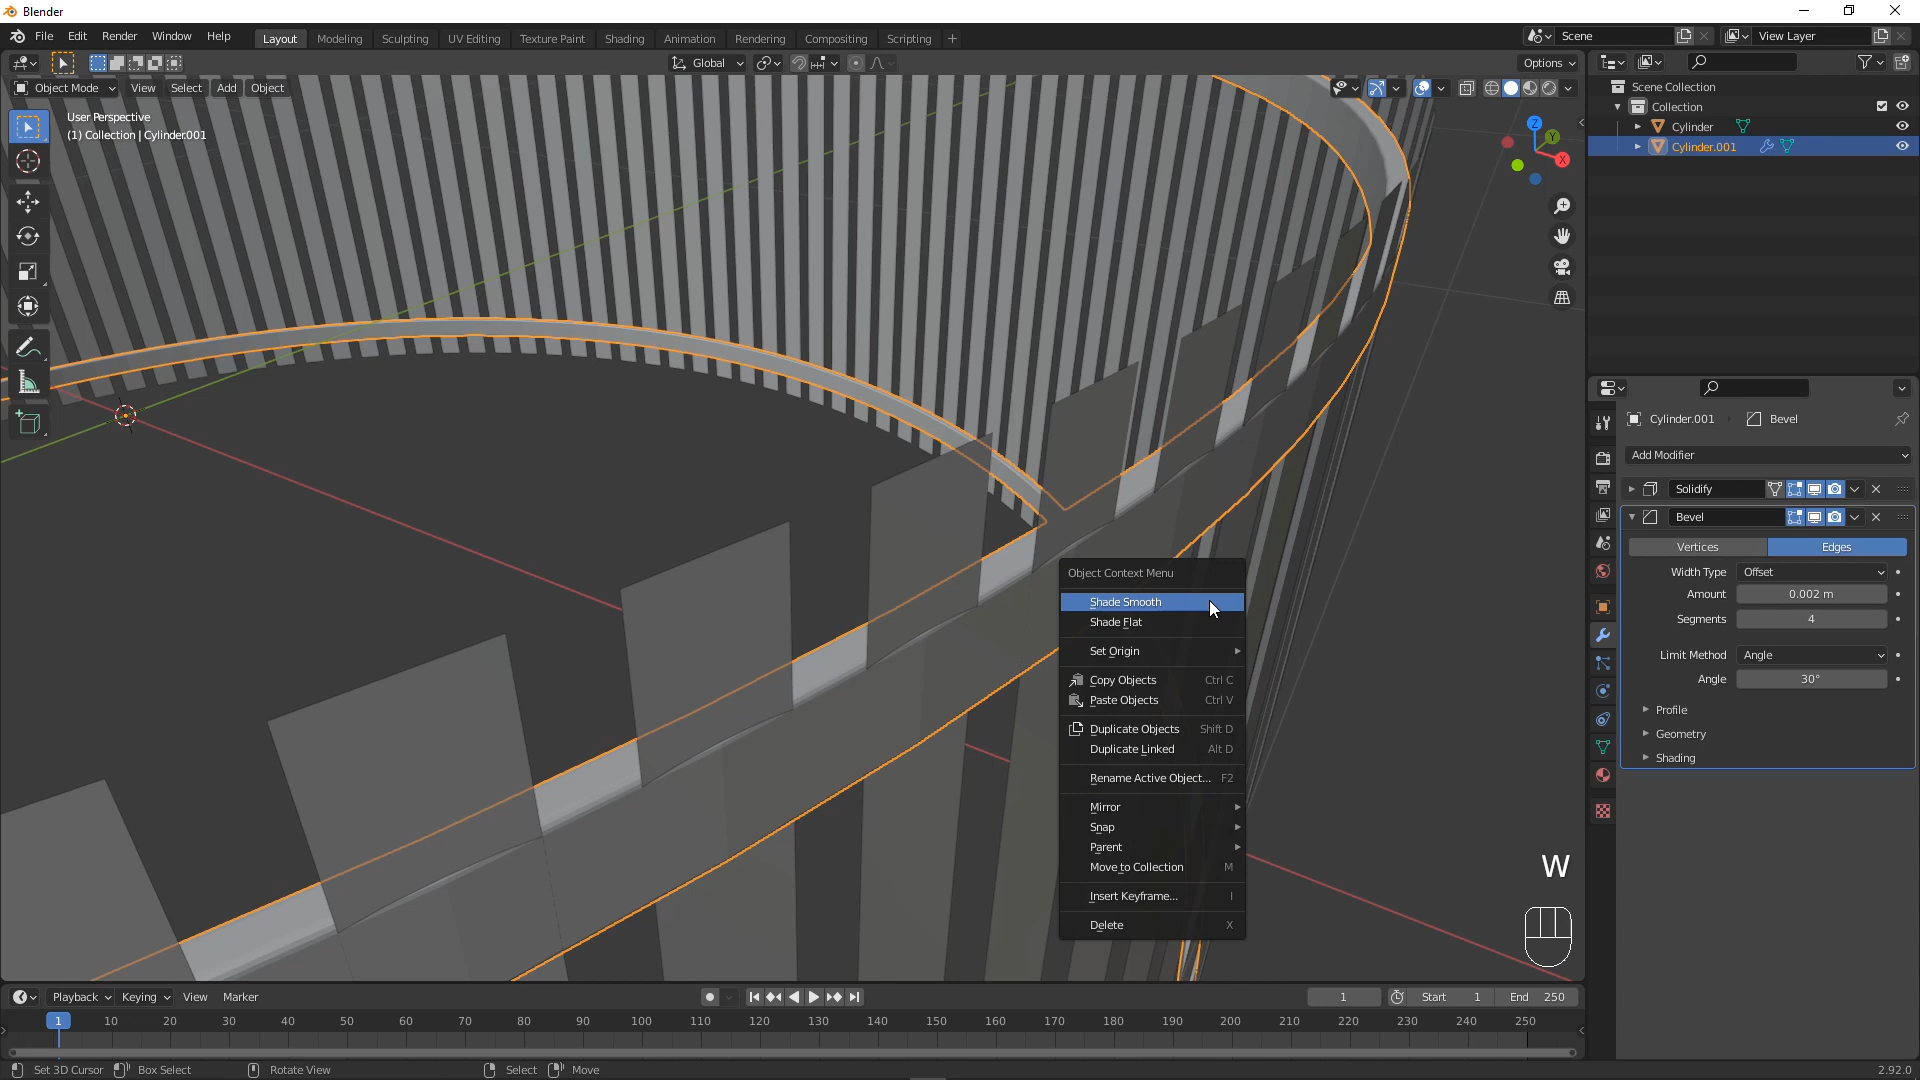 Blender
File Edit Render Window Help
Layout Modeling Sculpting UV Editing Texture Paint Shading Animation Rendering Compositing Scripting +
Scene
View Layer
Global
Options
Object Mode View Select Add Object
User Perspective
(1) Collection | Cylinder.001
Z
Y
X
Scene Collection
Collection
Cylinder
Cylinder.001
Cylinder.001
Bevel
Add Modifier
Solidify
Bevel
Vertices Edges
Width Type Offset
Amount 0.002 m
Segments 4
Limit Method Angle
Angle 30°
Profile
Geometry
Shading
Object Context Menu
Shade Smooth
Shade Flat
Set Origin
Copy Objects Ctrl C
Paste Objects Ctrl V
Duplicate Objects Shift D
Duplicate Linked Alt D
Rename Active Object... F2
Mirror
Snap
Parent
Move to Collection M
Insert Keyframe... I
Delete X
W
Playback Keying View Marker
1
Start 1
End 250
1 10 20 30 40 50 60 70 80 90 100 110 120 130 140 150 160 170 180 190 200 210 220 230 240 250
Set 3D Cursor Box Select Rotate View Select Move
2.92.0